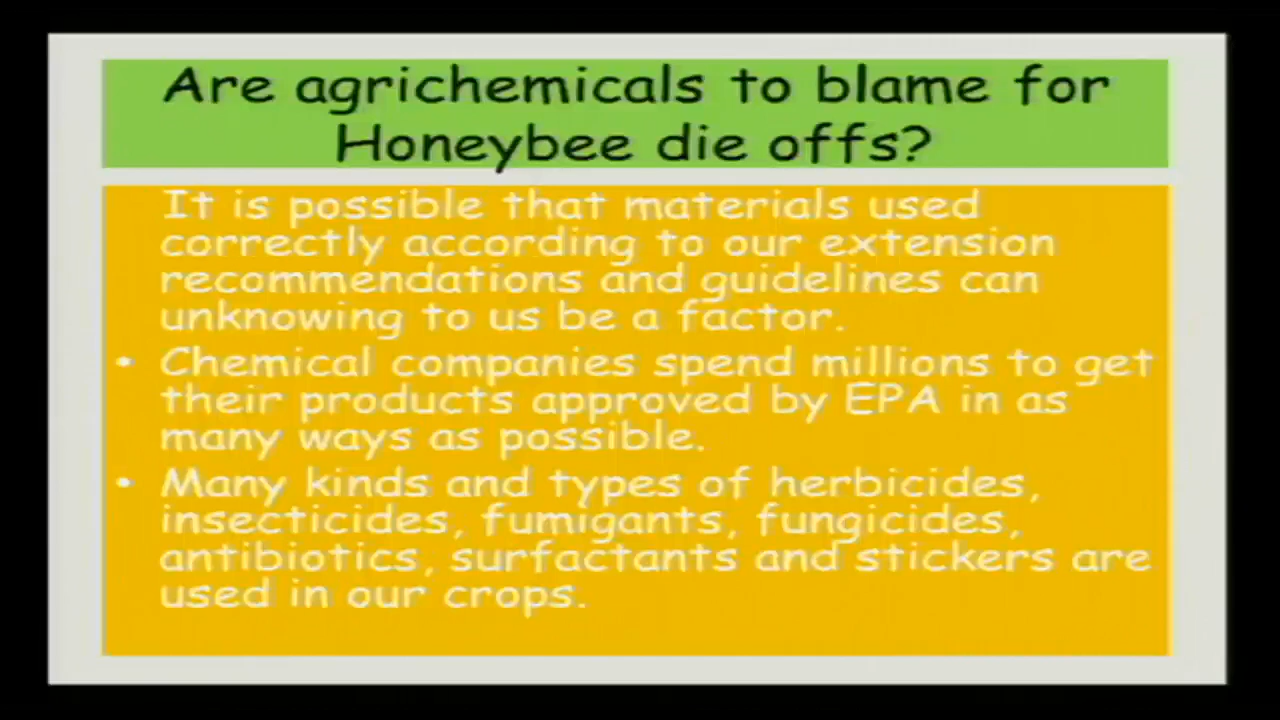 Are agrichemicals to blame for
Honeybee die offs?
It is possible that materials used
correctly according to our extension
recommendations and guidelines can
unknowing to us be a factor.
• Chemical companies spend millions to get
their products approved by EPA in as
many ways as possible.
• Many kinds and types of herbicides,
insecticides, fumigants, fungicides,
antibiotics, surfactants and stickers are
used in our crops.